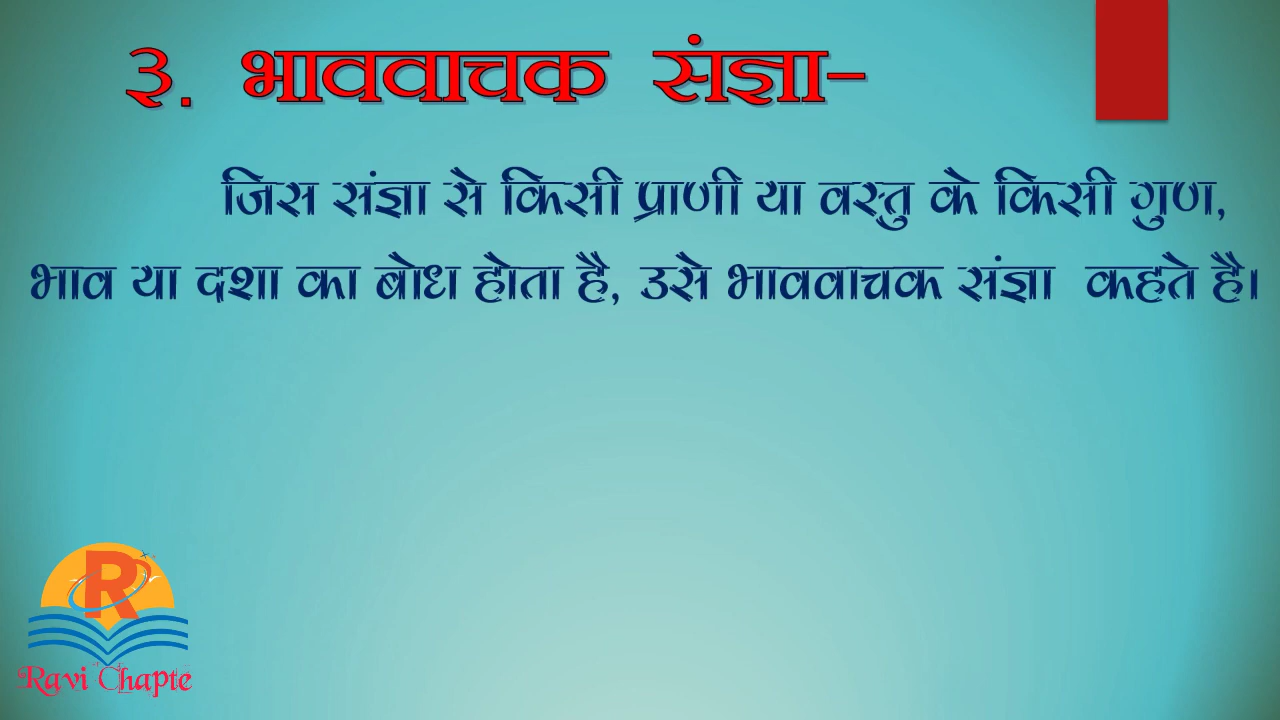 ३. भाववाचक संज्ञा-
जिस संज्ञा से किसी प्राणी या वस्तु के किसी गुण,
भाव या दशा का बोध होता है, उसे भाववाचक संज्ञा कहते है।
R
Ravi Chapte